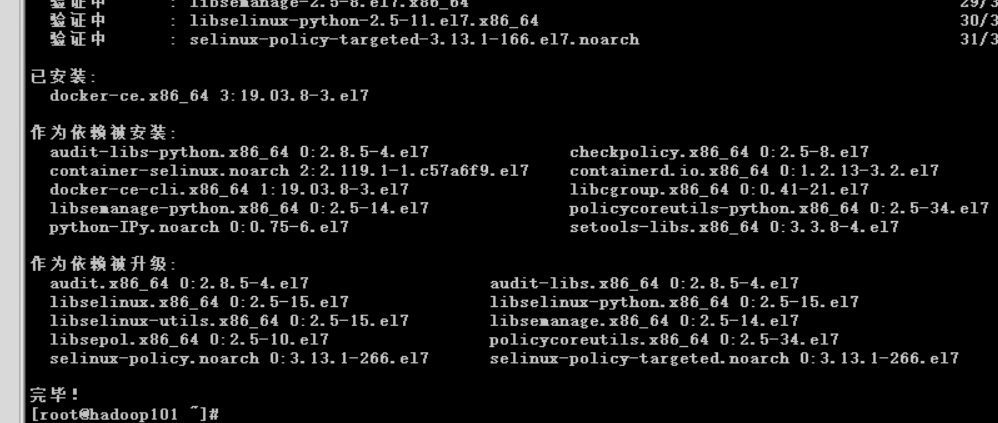 验证中      : libsemanage-2.5-8.el7.x86_64      29/3
验证中      : libselinux-python-2.5-11.el7.x86_64      30/3
验证中      : selinux-policy-targeted-3.13.1-166.el7.noarch      31/3
已安装:
docker-ce.x86_64 3:19.03.8-3.el7
作为依赖被安装:
audit-libs-python.x86_64 0:2.8.5-4.el7      checkpolicy.x86_64 0:2.5-8.el7
container-selinux.noarch 2:2.119.1-1.c57a6f9.el7      containerd.io.x86_64 0:1.2.13-3.2.el7
docker-ce-cli.x86_64 1:19.03.8-3.el7      libcgroup.x86_64 0:0.41-21.el7
libsemanage-python.x86_64 0:2.5-14.el7      policycoreutils-python.x86_64 0:2.5-34.el7
python-IPy.noarch 0:0.75-6.el7      setools-libs.x86_64 0:3.3.8-4.el7
作为依赖被升级:
audit.x86_64 0:2.8.5-4.el7      audit-libs.x86_64 0:2.8.5-4.el7
libselinux.x86_64 0:2.5-15.el7      libselinux-python.x86_64 0:2.5-15.el7
libselinux-utils.x86_64 0:2.5-15.el7      libsemanage.x86_64 0:2.5-14.el7
libsepol.x86_64 0:2.5-10.el7      policycoreutils.x86_64 0:2.5-34.el7
selinux-policy.noarch 0:3.13.1-266.el7      selinux-policy-targeted.noarch 0:3.13.1-266.el7
完毕!
[root@hadoop101 ~]#